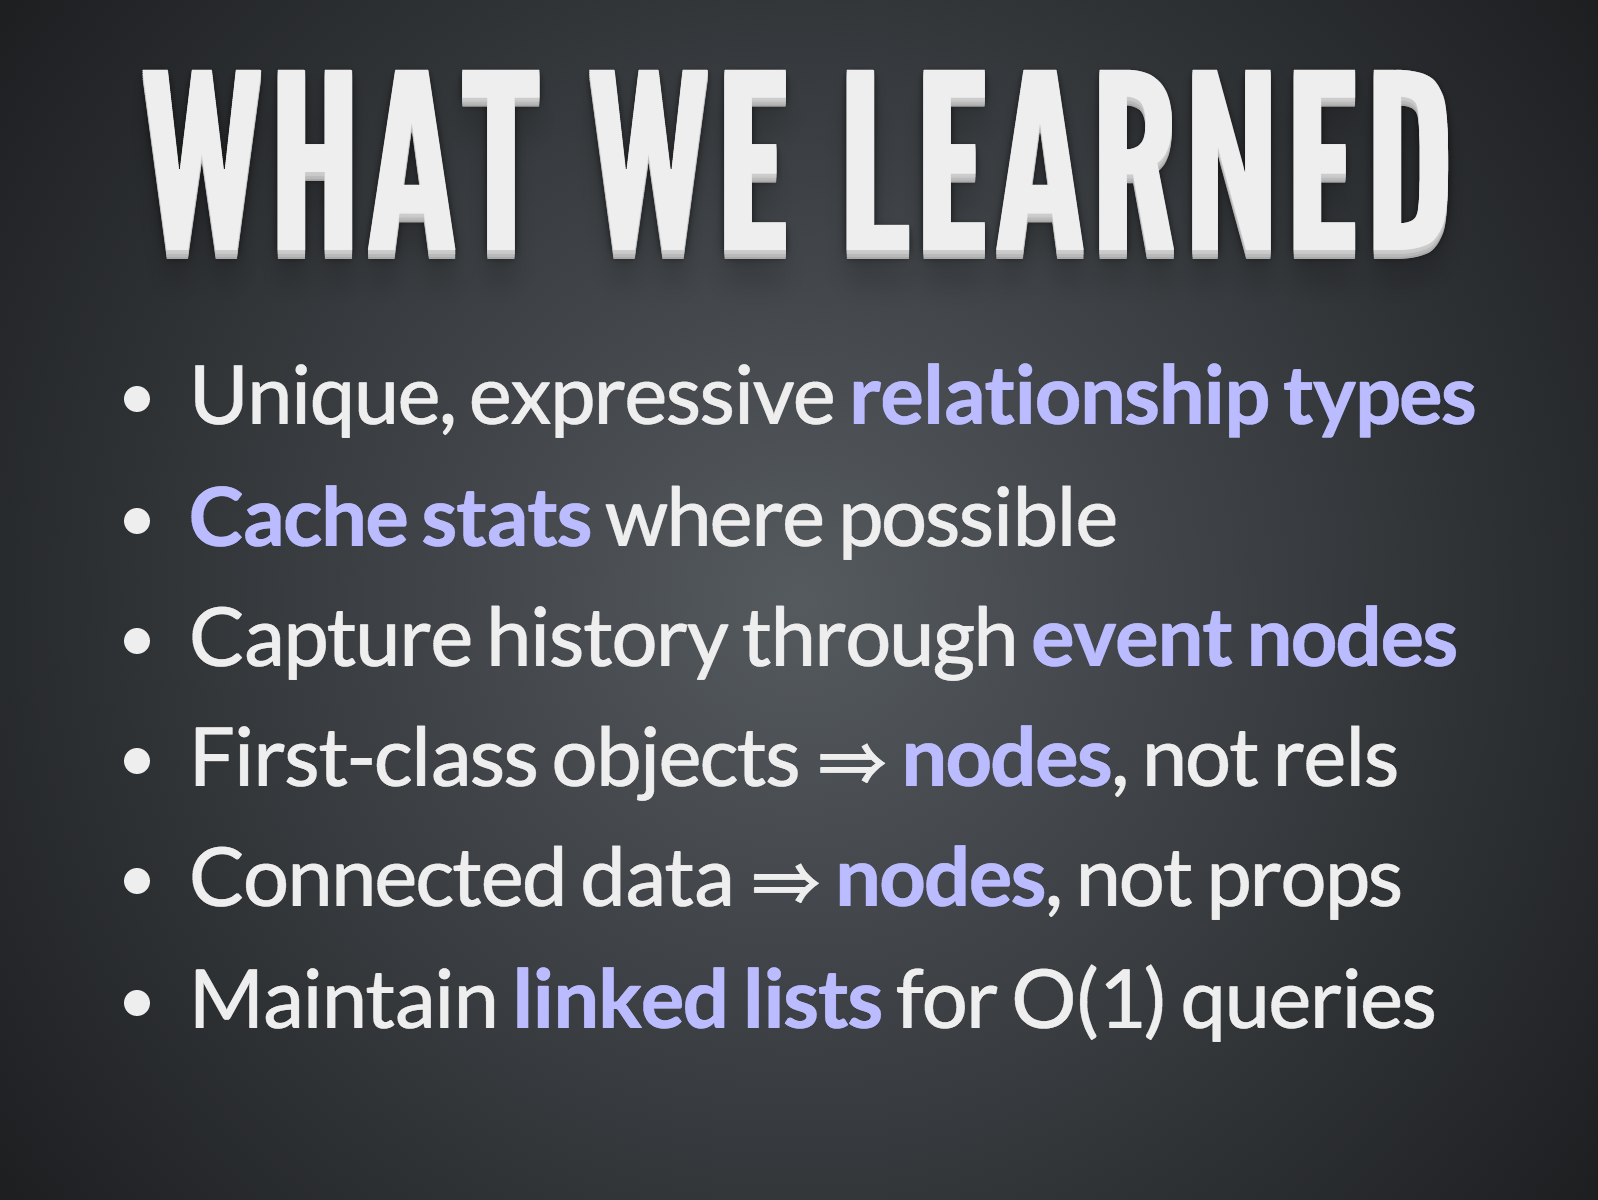 WHAT WE LEARNED
• Unique, expressive relationship types
• Cache stats where possible
• Capture history through event nodes
• First-class objects ⇒ nodes, not rels
• Connected data ⇒ nodes, not props
• Maintain linked lists for O(1) queries